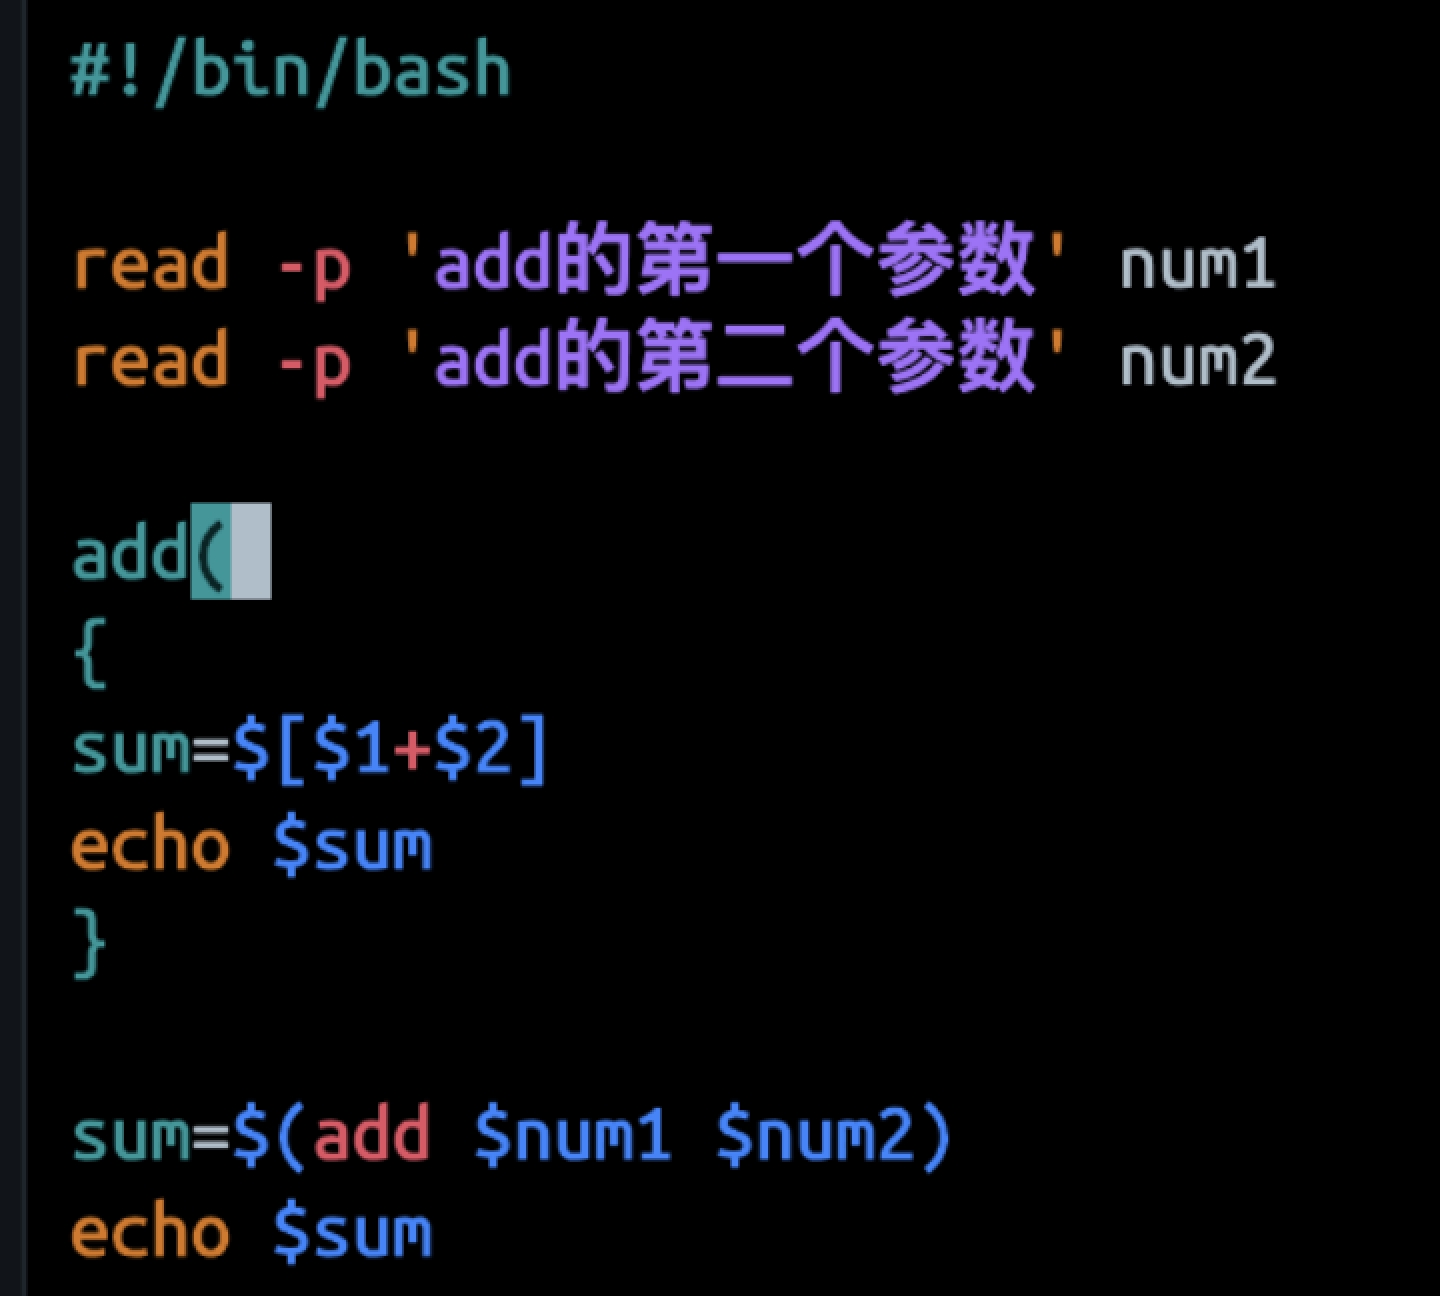 #!/bin/bash
read -p 'add的第一个参数' num1
read -p 'add的第二个参数' num2
add(
{
sum=$[$1+$2]
echo $sum
}
sum=$(add $num1 $num2)
echo $sum